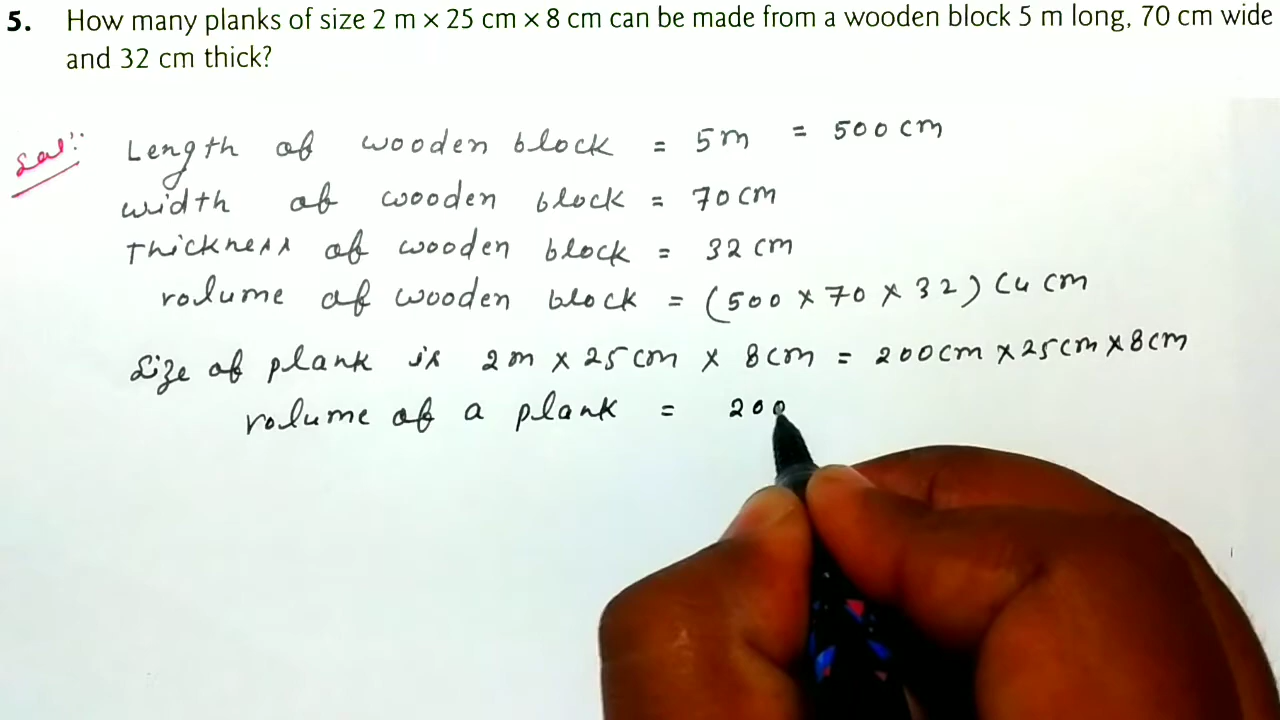 5. How many planks of size 2 m × 25 cm × 8 cm can be made from a wooden block 5 m long, 70 cm wide
and 32 cm thick?
Sol:
Length of wooden block = 5m = 500 cm
width of wooden block = 70 cm
Thickness of wooden block = 32 cm
volume of wooden block = (500 × 70 × 32) Cu cm
Size of plank is 2m × 25 cm × 8 cm = 200 cm × 25 cm × 8 cm
volume of a plank = 200